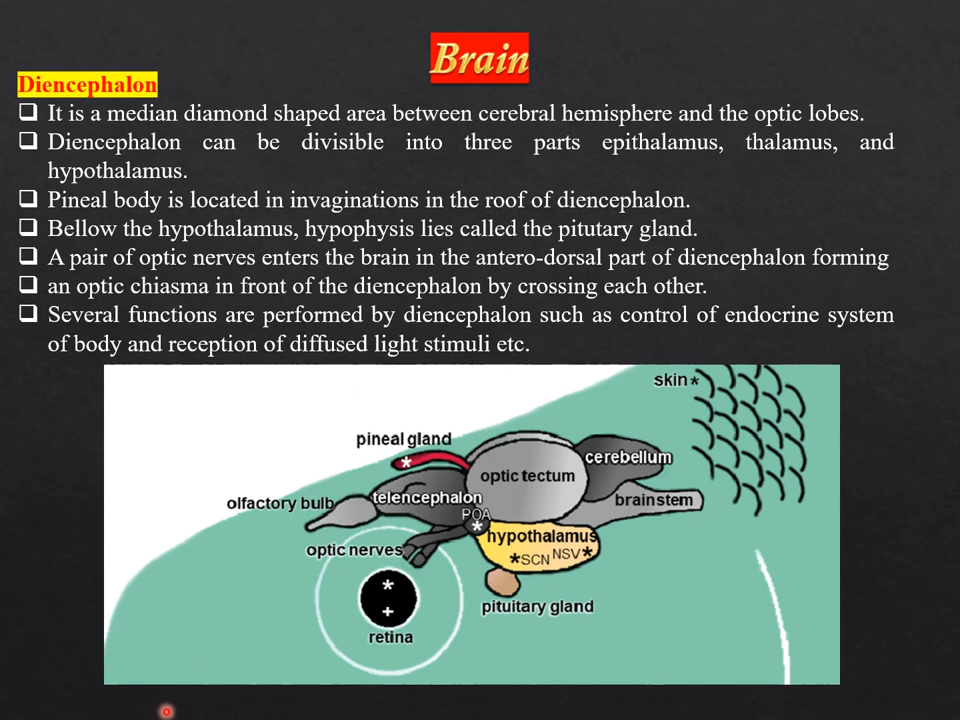 Brain
Diencephalon
It is a median diamond shaped area between cerebral hemisphere and the optic lobes.
Diencephalon can be divisible into three parts epithalamus, thalamus, and
hypothalamus.
Pineal body is located in invaginations in the roof of diencephalon.
Bellow the hypothalamus, hypophysis lies called the pitutary gland.
A pair of optic nerves enters the brain in the antero-dorsal part of diencephalon forming
an optic chiasma in front of the diencephalon by crossing each other.
Several functions are performed by diencephalon such as control of endocrine system
of body and reception of diffused light stimuli etc.
skin*
pineal gland
*
cerebellum
optic tectum
telencephalon
olfactory bulb
brainstem
POA
*
hypothalamus
optic nerves
*SCN NSV*
*
+
pituitary gland
retina